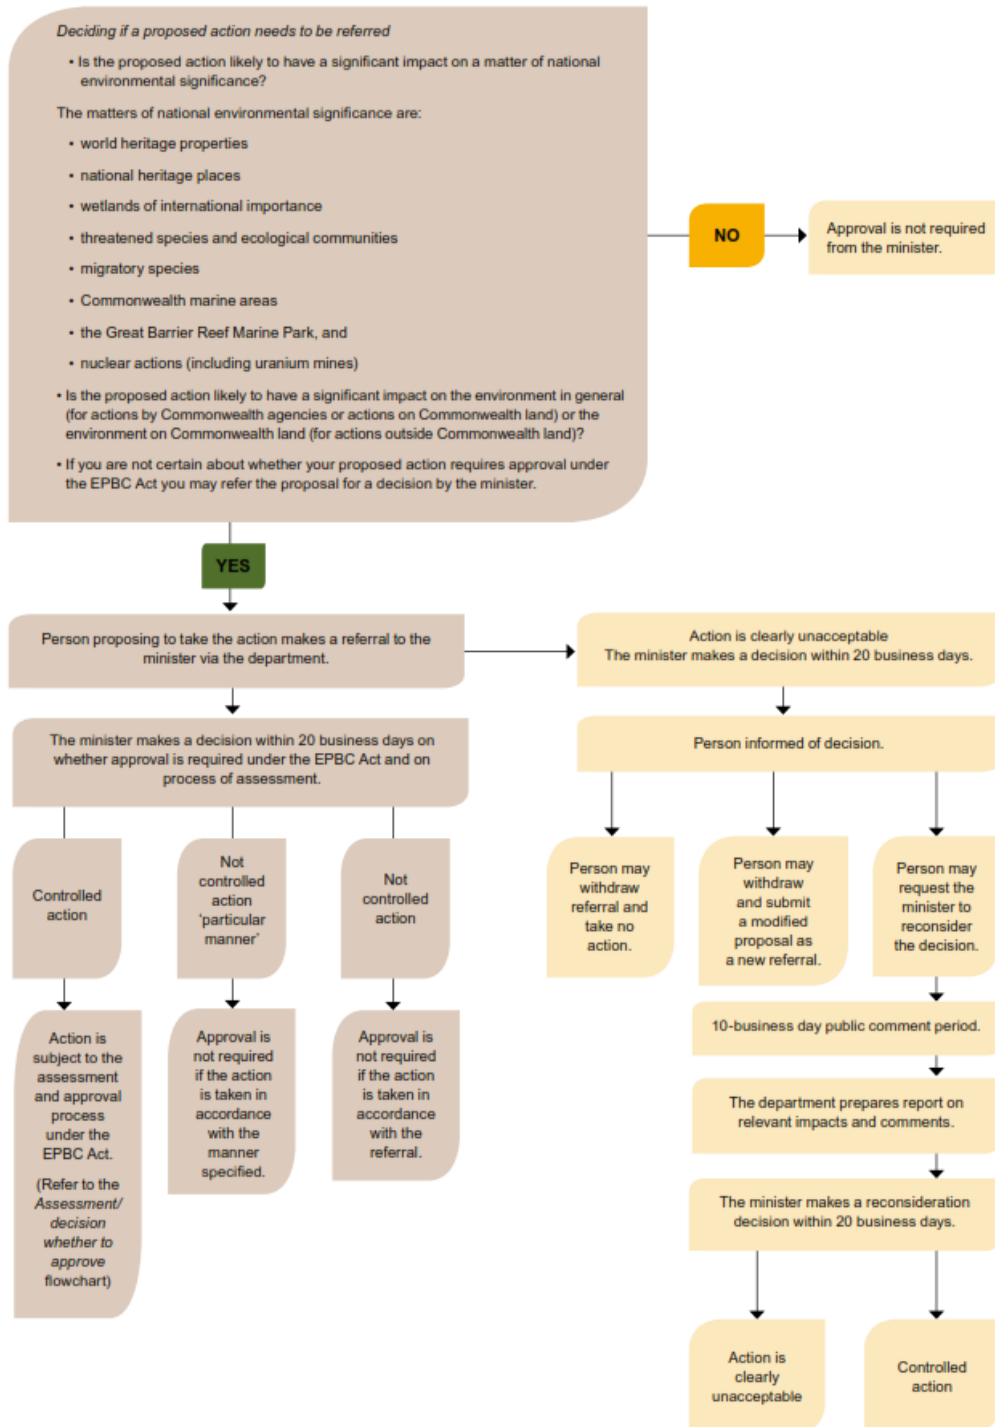 Deciding if a proposed action needs to be referred
• Is the proposed action likely to have a significant impact on a matter of national
environmental significance?
The matters of national environmental significance are:
• world heritage properties
• national heritage places
• wetlands of international importance
• threatened species and ecological communities
• migratory species
• Commonwealth marine areas
• the Great Barrier Reef Marine Park, and
• nuclear actions (including uranium mines)
• Is the proposed action likely to have a significant impact on the environment in general
(for actions by Commonwealth agencies or actions on Commonwealth land) or the
environment on Commonwealth land (for actions outside Commonwealth land)?
• If you are not certain about whether your proposed action requires approval under
the EPBC Act you may refer the proposal for a decision by the minister.
NO
Approval is not required
from the minister.
YES
Person proposing to take the action makes a referral to the
minister via the department.
Action is clearly unacceptable
The minister makes a decision within 20 business days.
The minister makes a decision within 20 business days on
whether approval is required under the EPBC Act and on
process of assessment.
Person informed of decision.
Controlled
action
Not
controlled
action
‘particular
manner’
Not
controlled
action
Person may
withdraw
referral and
take no
action.
Person may
withdraw
and submit
a modified
proposal as
a new referral.
Person may
request the
minister to
reconsider
the decision.
Action is
subject to the
assessment
and approval
process
under the
EPBC Act.
(Refer to the
Assessment/
decision
whether to
approve
flowchart)
Approval is
not required
if the action
is taken in
accordance
with the
manner
specified.
Approval is
not required
if the action
is taken in
accordance
with the
referral.
10-business day public comment period.
The department prepares report on
relevant impacts and comments.
The minister makes a reconsideration
decision within 20 business days.
Action is
clearly
unacceptable
Controlled
action